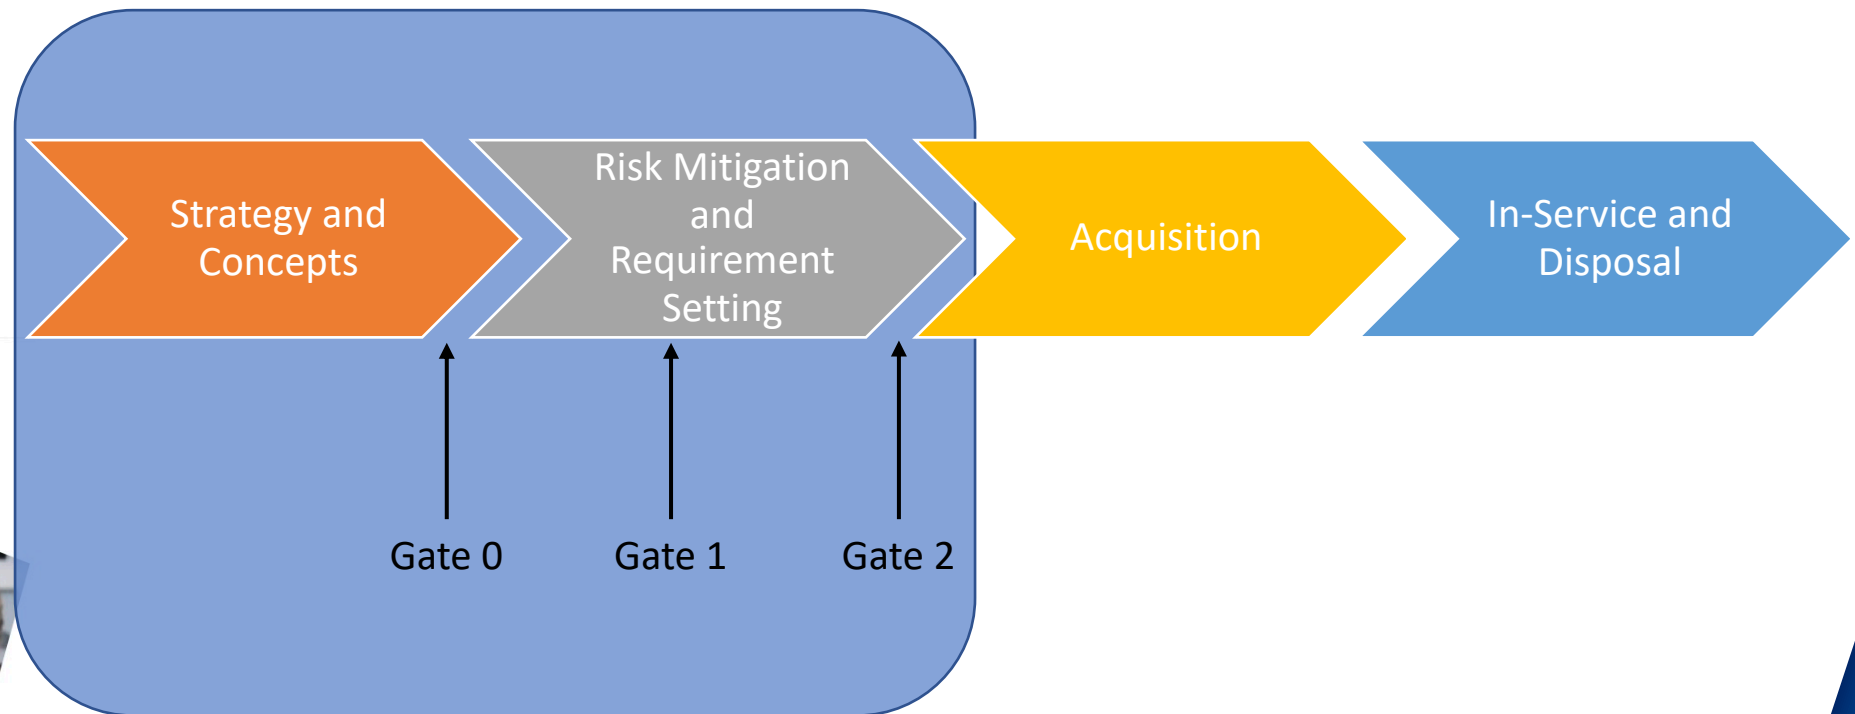 Strategy and
Concepts
Risk Mitigation
and
Requirement
Setting
Acquisition
In-Service and
Disposal
Gate 0
Gate 1
Gate 2